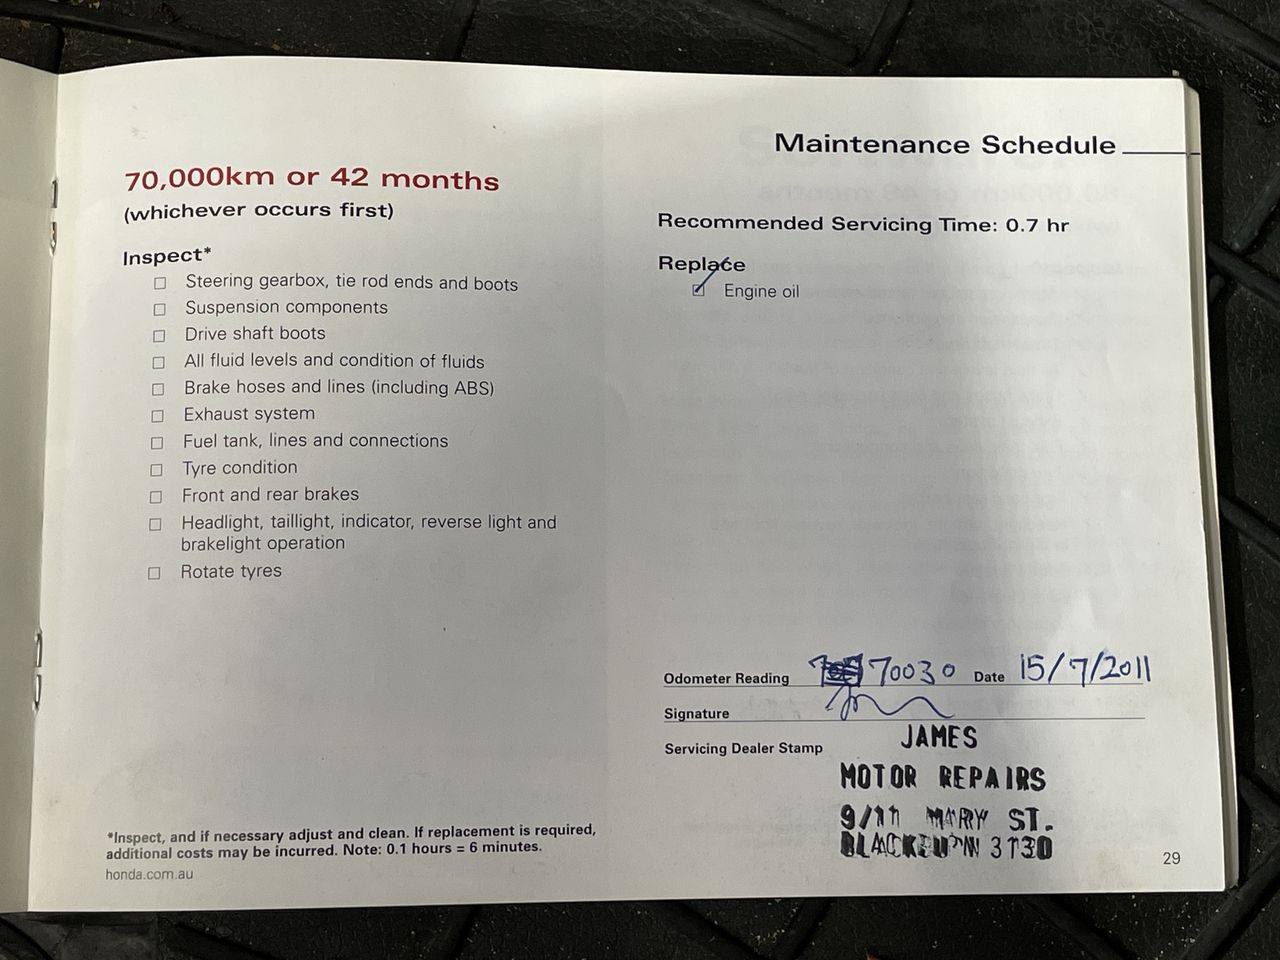 Maintenance Schedule
70,000km or 42 months
(whichever occurs first)
Inspect*
Steering gearbox, tie rod ends and boots
Suspension components
Drive shaft boots
All fluid levels and condition of fluids
Brake hoses and lines (including ABS)
Exhaust system
Fuel tank, lines and connections
Tyre condition
Front and rear brakes
Headlight, taillight, indicator, reverse light and
brakelight operation
Rotate tyres
*Inspect, and if necessary adjust and clean. If replacement is required,
additional costs may be incurred. Note: 0.1 hours = 6 minutes.
honda.com.au
Recommended Servicing Time: 0.7 hr
Replace
Engine oil
Odometer Reading 70030 Date 15/7/2011
Signature
Servicing Dealer Stamp
JAMES
MOTOR REPAIRS
9/11 MARY ST.
BLACKBURN 3130
29